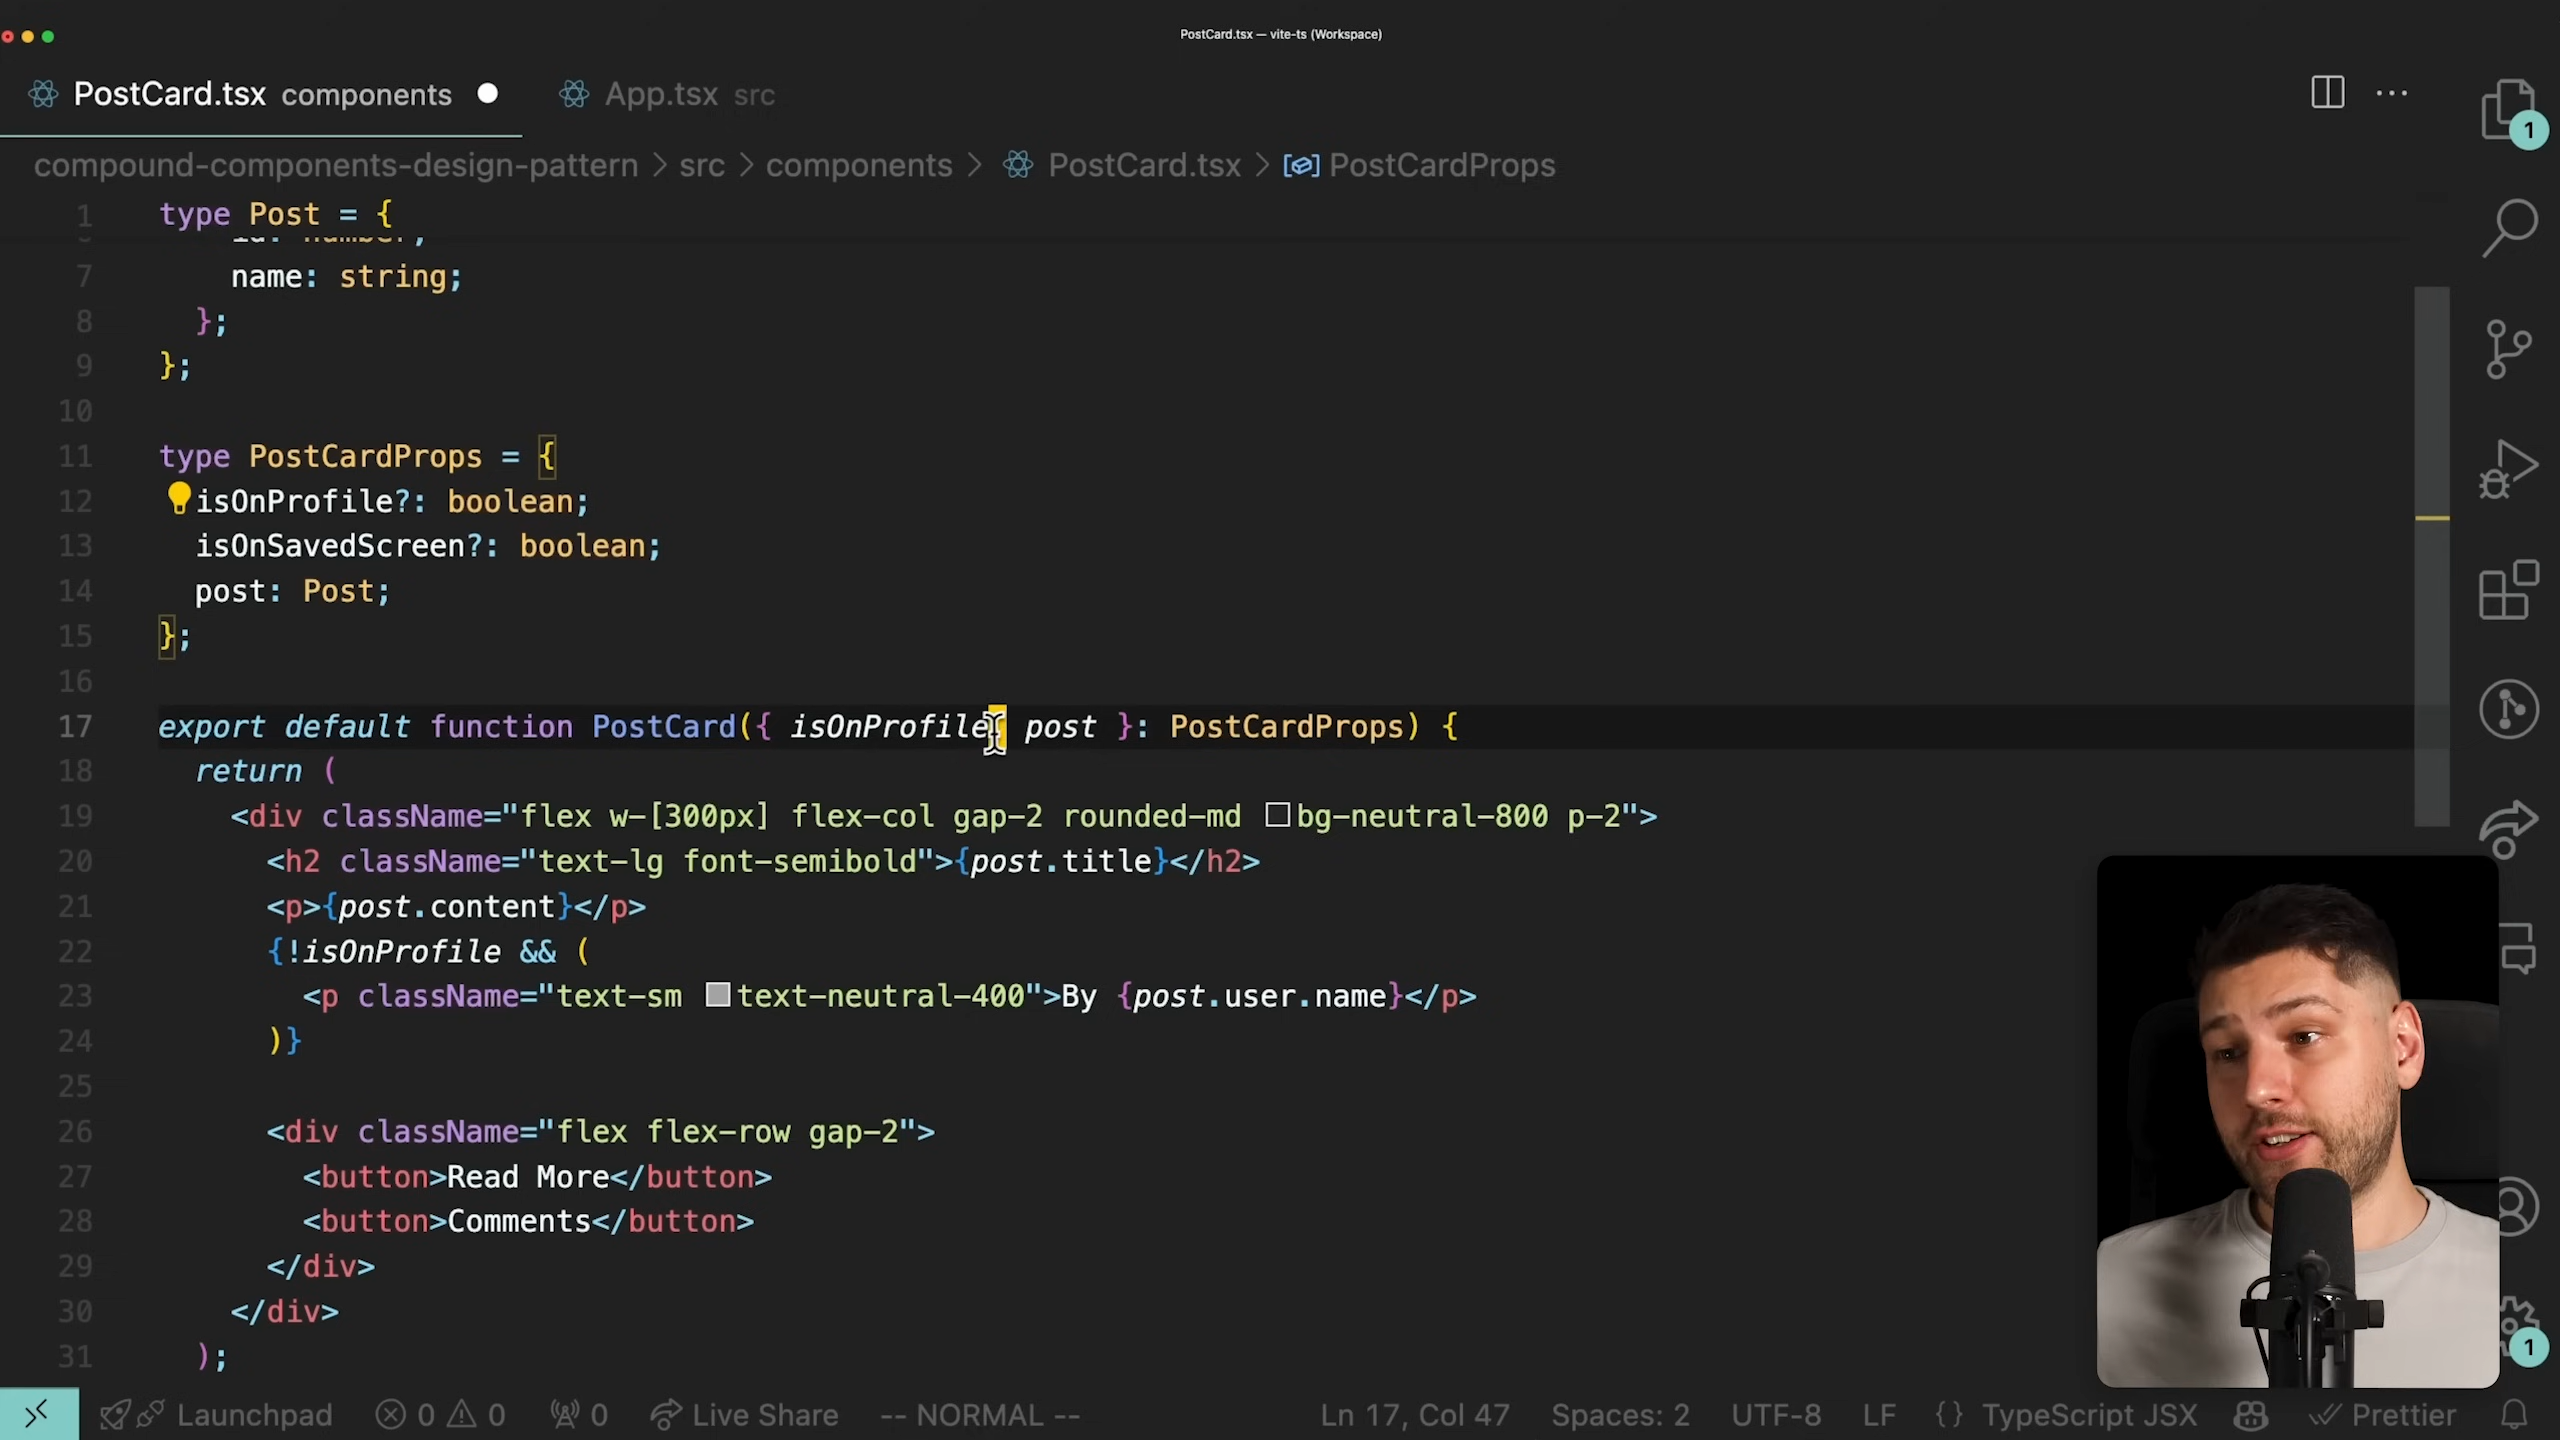 PostCard.tsx — vite-ts (Workspace)
PostCard.tsx components
App.tsx src
compound-components-design-pattern > src > components > PostCard.tsx > PostCardProps
1
1 type Post = {
id: number;
7 name: string;
8 };
9 };
10
11 type PostCardProps = {
12 isOnProfile?: boolean;
13 isOnSavedScreen?: boolean;
14 post: Post;
15 };
16
17 export default function PostCard({ isOnProfile, post }: PostCardProps) {
18 return (
19 <div className="flex w-[300px] flex-col gap-2 rounded-md bg-neutral-800 p-2">
20 <h2 className="text-lg font-semibold">{post.title}</h2>
21 <p>{post.content}</p>
22 {!isOnProfile && (
23 <p className="text-sm text-neutral-400">By {post.user.name}</p>
24 )}
25
26 <div className="flex flex-row gap-2">
27 <button>Read More</button>
28 <button>Comments</button>
29 </div>
30 </div>
31 );
1
Launchpad 0 0 0 Live Share -- NORMAL -- Ln 17, Col 47 Spaces: 2 UTF-8 LF {} TypeScript JSX Prettier